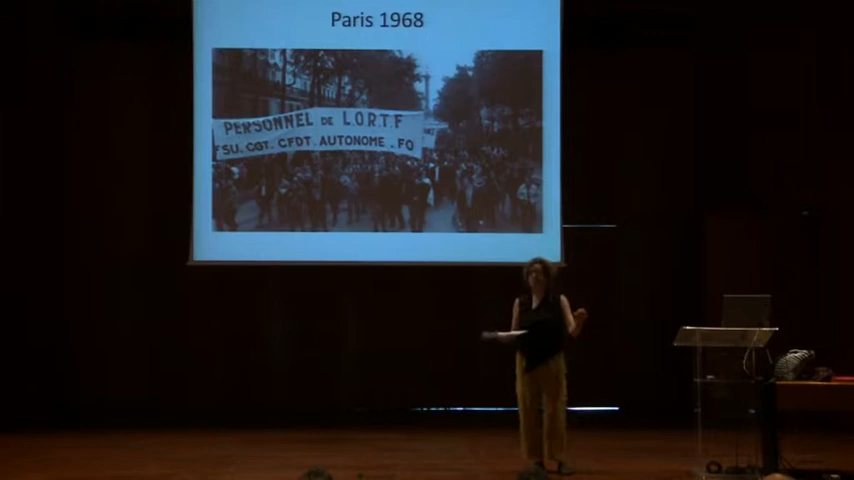 Paris 1968
PERSONNEL DE L.O.R.T.F
FSU. CGT. CFDT. AUTONOME. FO